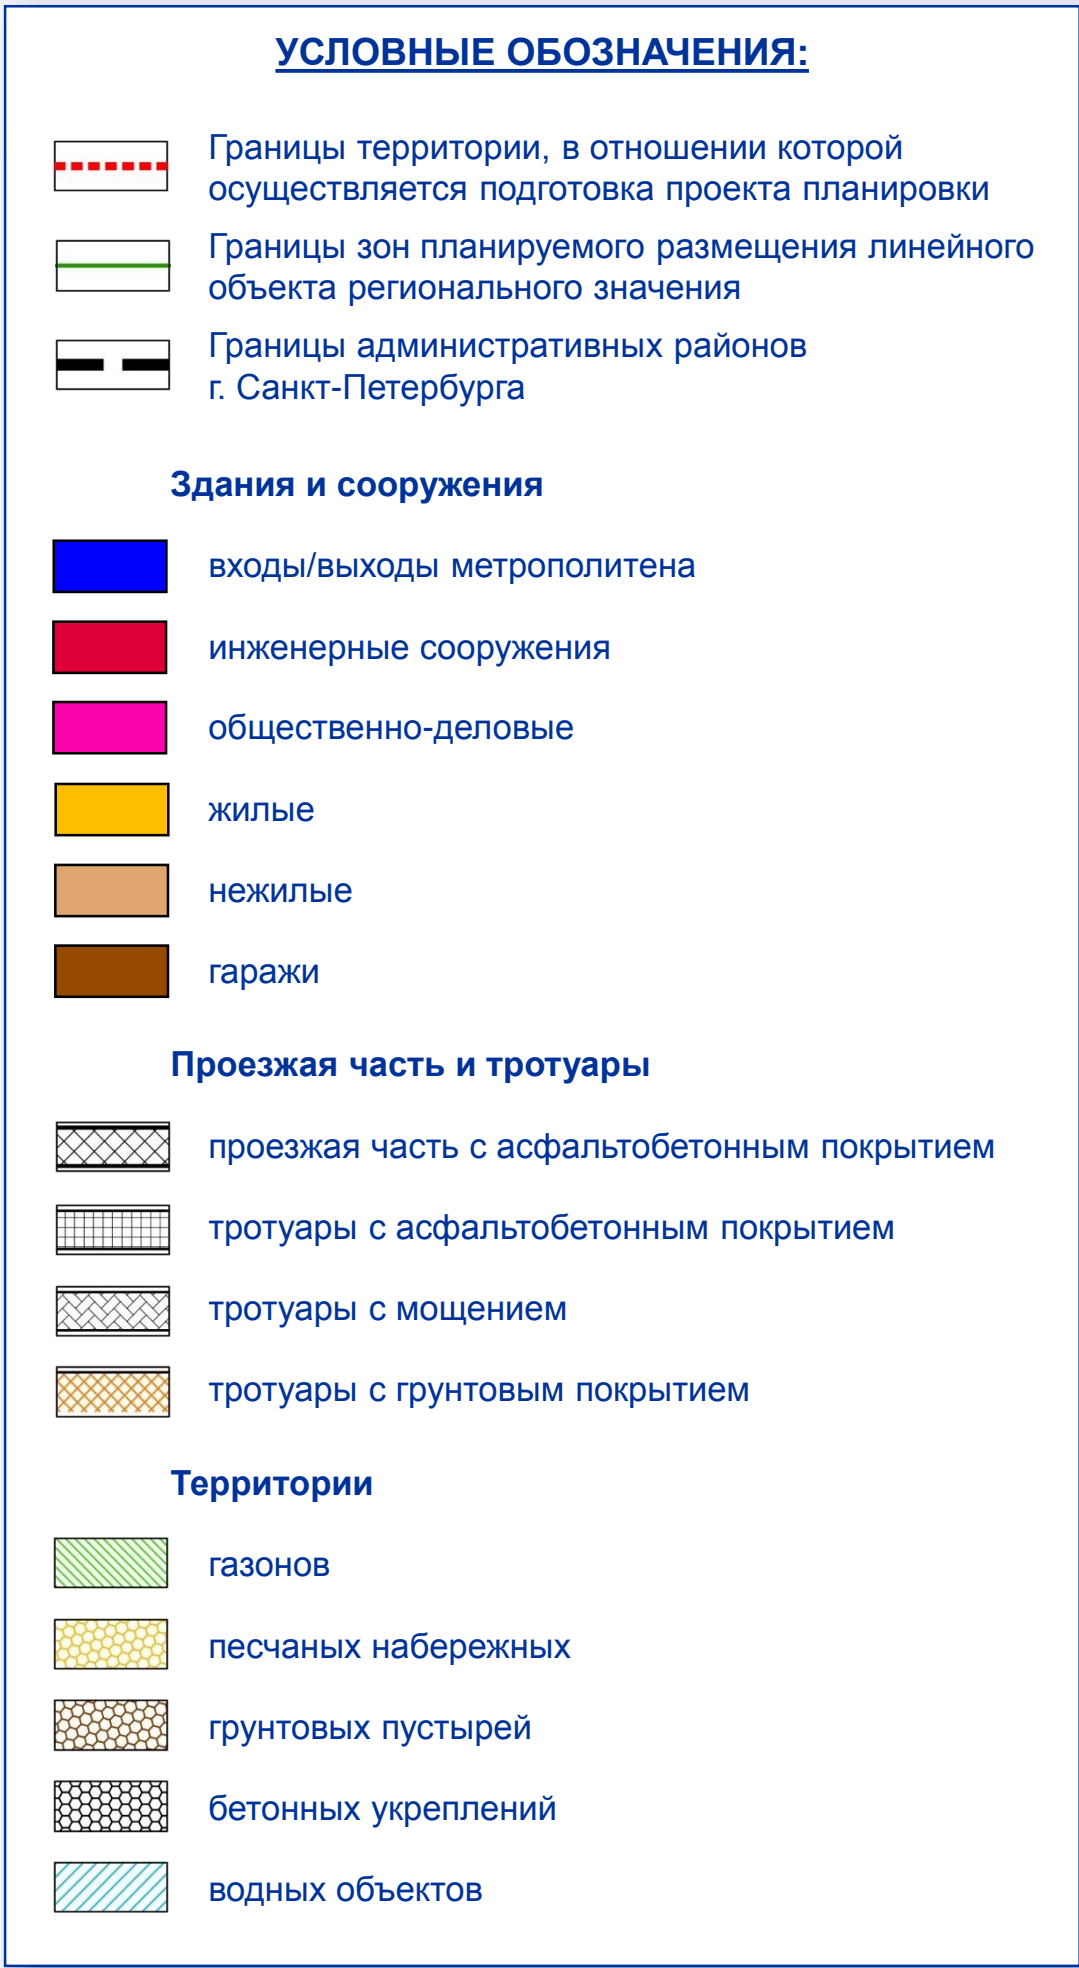 УСЛОВНЫЕ ОБОЗНАЧЕНИЯ:
Границы территории, в отношении которой
осуществляется подготовка проекта планировки
Границы зон планируемого размещения линейного
объекта регионального значения
Границы административных районов
г. Санкт-Петербурга
Здания и сооружения
входы/выходы метрополитена
инженерные сооружения
общественно-деловые
жилые
нежилые
гаражи
Проезжая часть и тротуары
проезжая часть с асфальтобетонным покрытием
тротуары с асфальтобетонным покрытием
тротуары с мощением
тротуары с грунтовым покрытием
Территории
газонов
песчаных набережных
грунтовых пустырей
бетонных укреплений
водных объектов